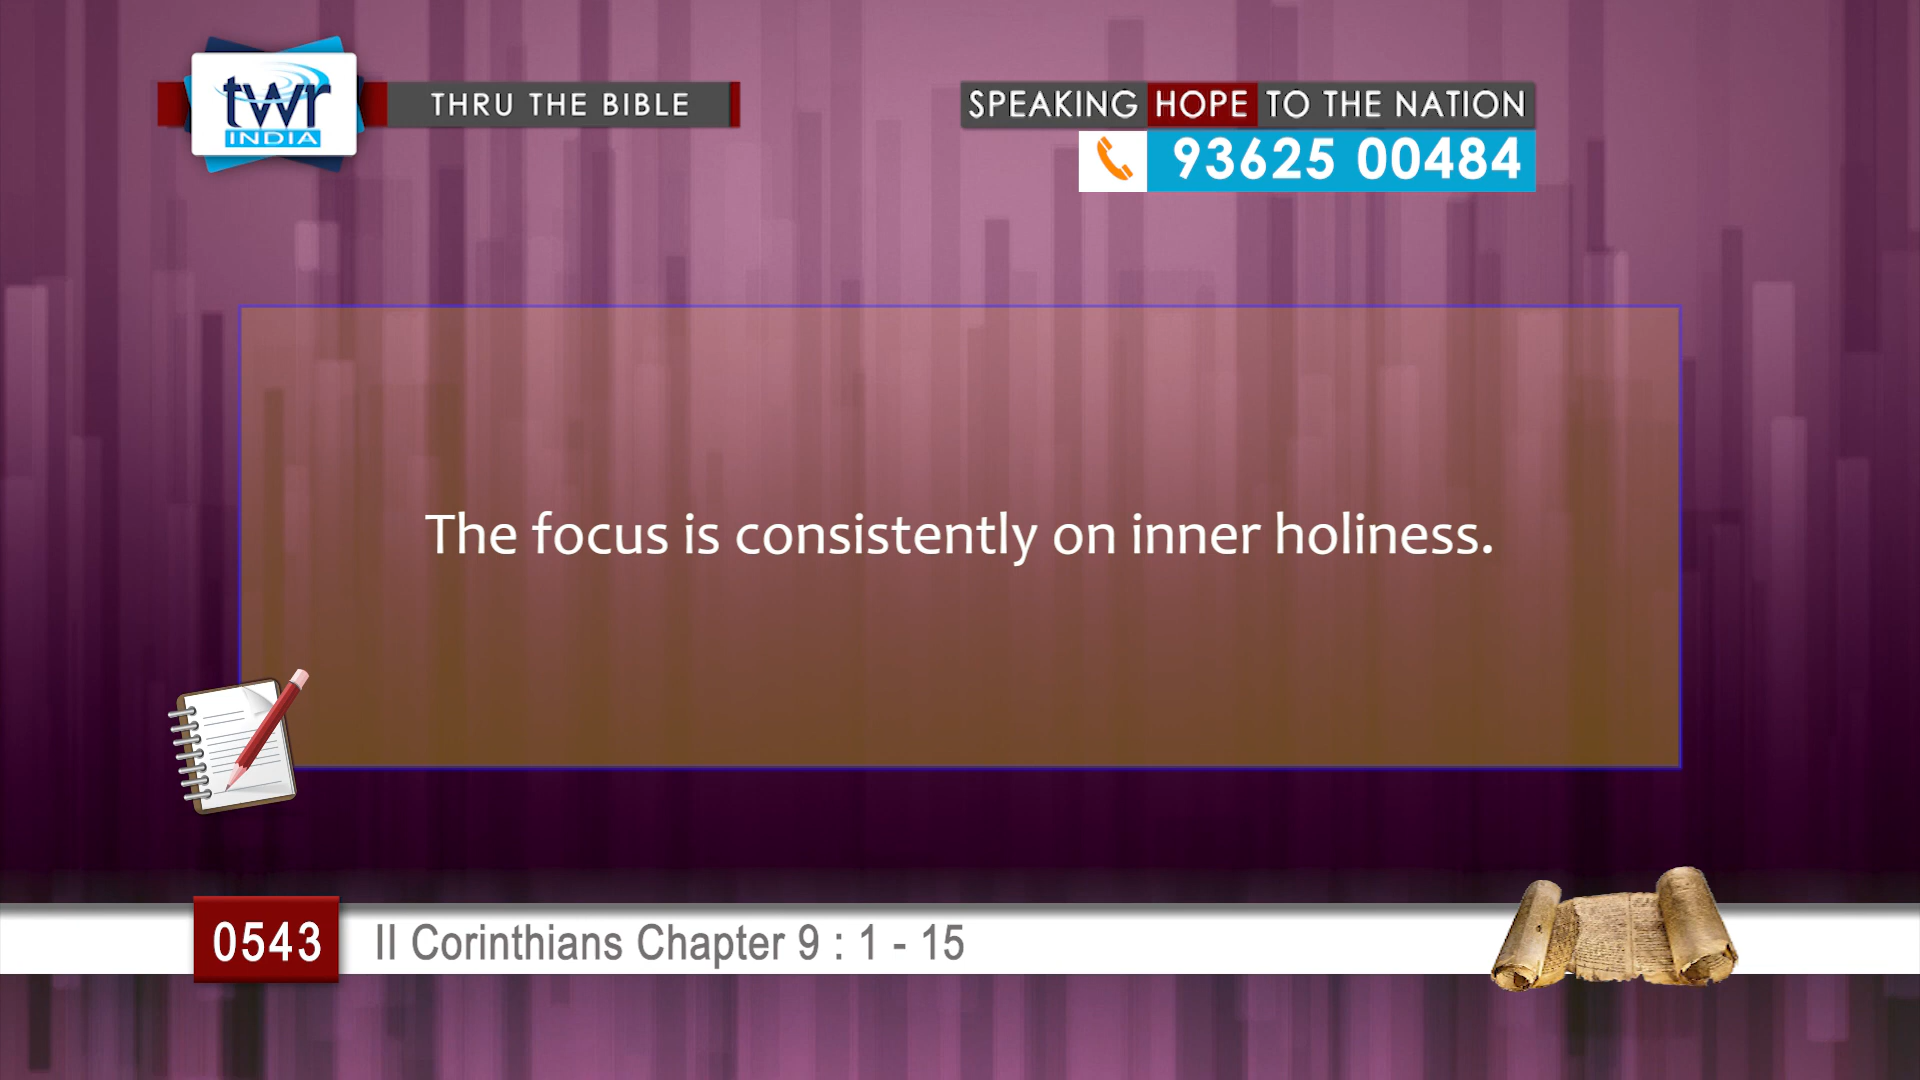 twr
INDIA
THRU THE BIBLE
SPEAKING HOPE TO THE NATION
93625 00484
The focus is consistently on inner holiness.
0543
II Corinthians Chapter 9 : 1 - 15